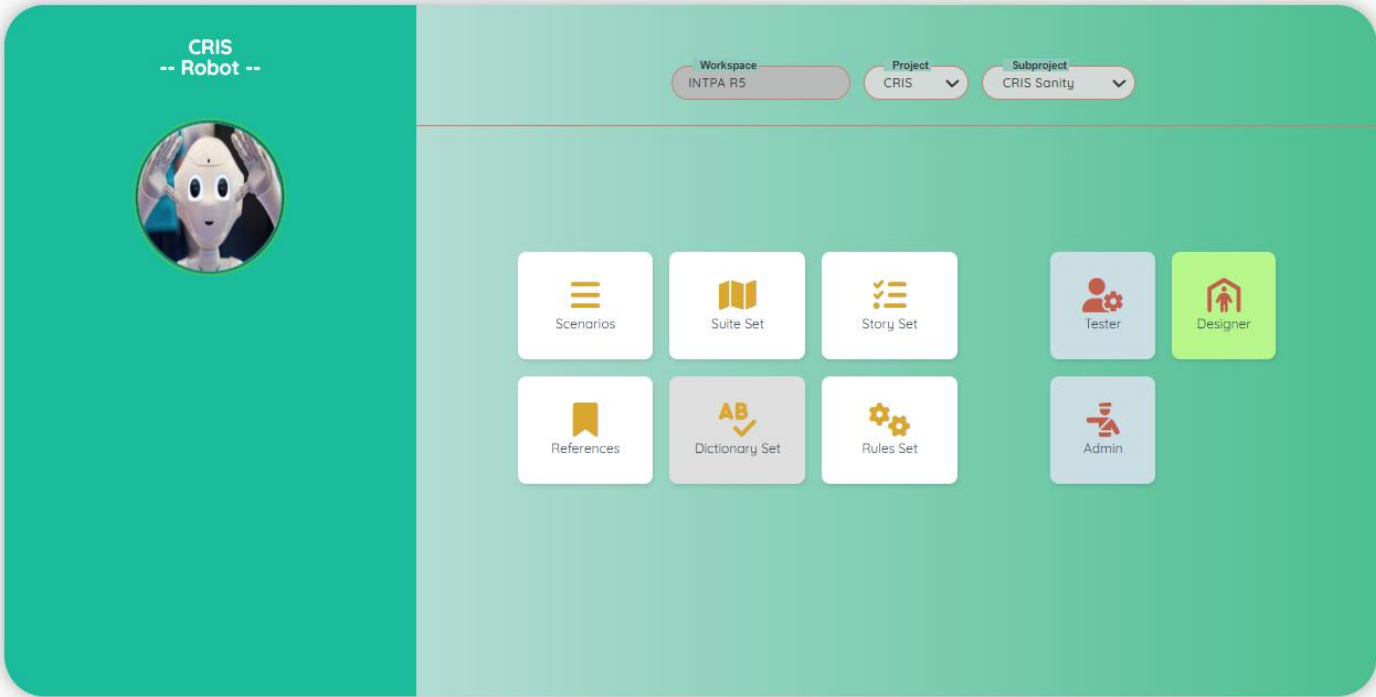 CRIS
-- Robot --
Workspace
INTPA R5
Project
CRIS
Subproject
CRIS Sanity
Scenarios
Suite Set
Story Set
Tester
Designer
References
AB
Dictionary Set
Rules Set
Admin